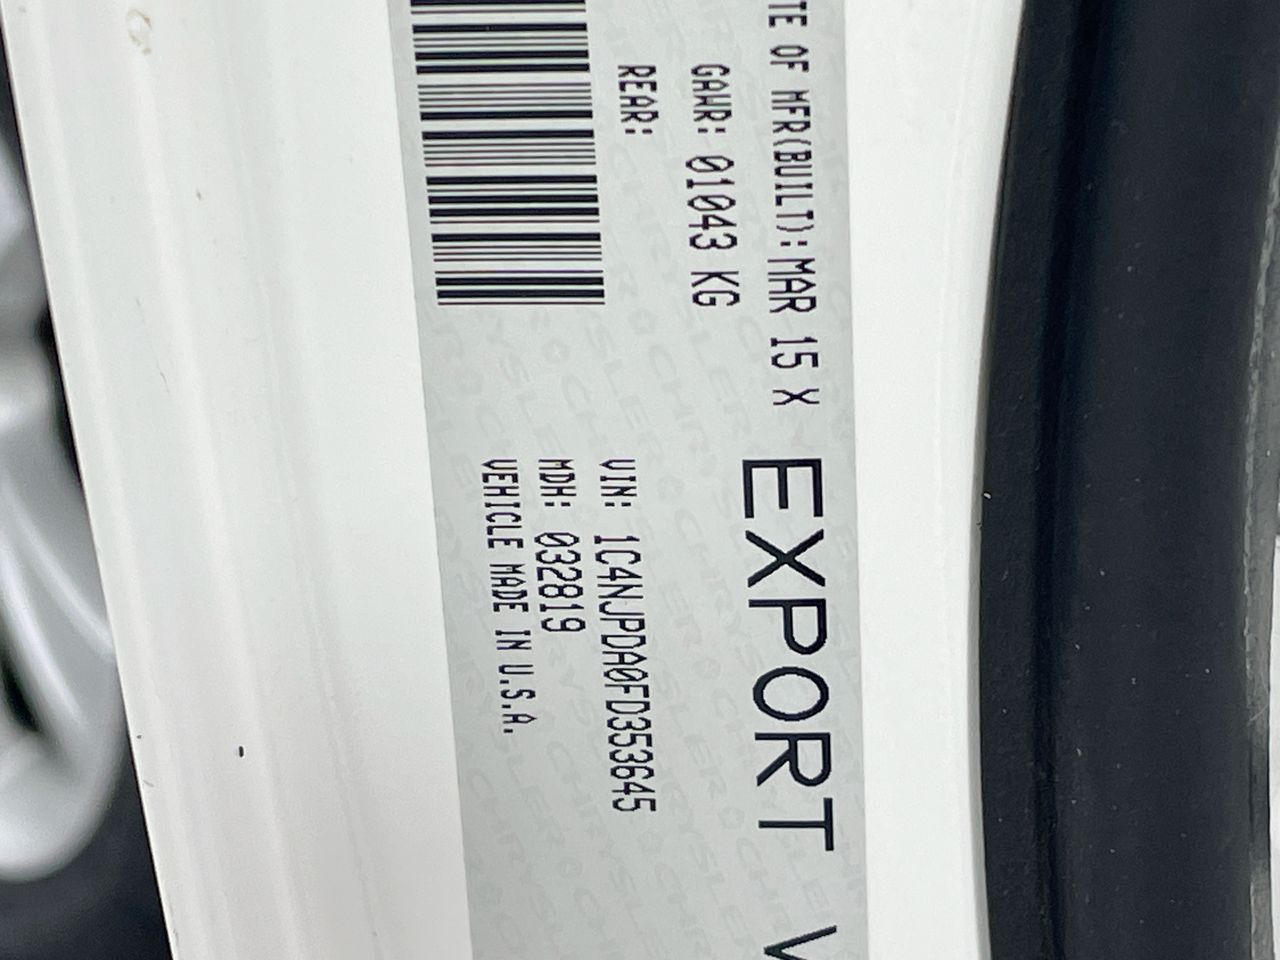 TE OF MFR(BUILT):MAR 15 X
GAWR: 01043 KG
REAR:
EXPORT V
VIN: 1C4NJPDA0FD353645
MDH: 032819
VEHICLE MADE IN U.S.A.